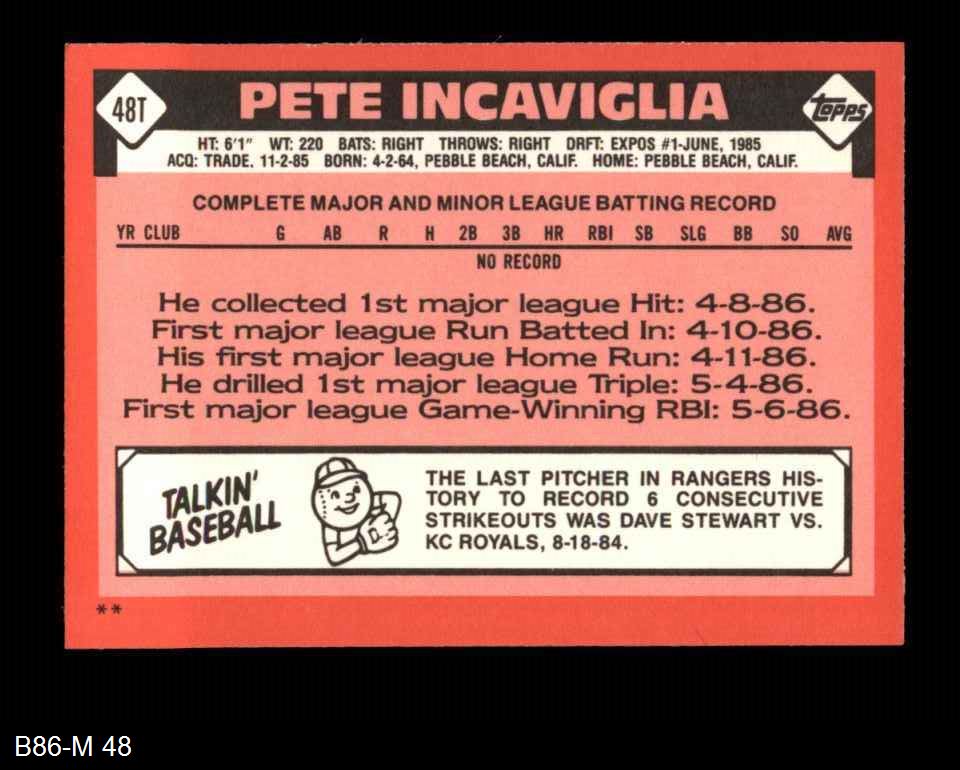 48T
PETE INCAVIGLIA
topps
HT: 6'1" WT: 220 BATS: RIGHT THROWS: RIGHT DRFT: EXPOS #1-JUNE, 1985
ACQ: TRADE. 11-2-85 BORN: 4-2-64, PEBBLE BEACH, CALIF. HOME: PEBBLE BEACH, CALIF.
COMPLETE MAJOR AND MINOR LEAGUE BATTING RECORD
YR CLUB G AB R H 2B 3B HR RBI SB SLG BB SO AVG
NO RECORD
He collected 1st major league Hit: 4-8-86.
First major league Run Batted In: 4-10-86.
His first major league Home Run: 4-11-86.
He drilled 1st major league Triple: 5-4-86.
First major league Game-Winning RBI: 5-6-86.
TALKIN'
BASEBALL
THE LAST PITCHER IN RANGERS HIS-
TORY TO RECORD 6 CONSECUTIVE
STRIKEOUTS WAS DAVE STEWART VS.
KC ROYALS, 8-18-84.
**
B86-M 48